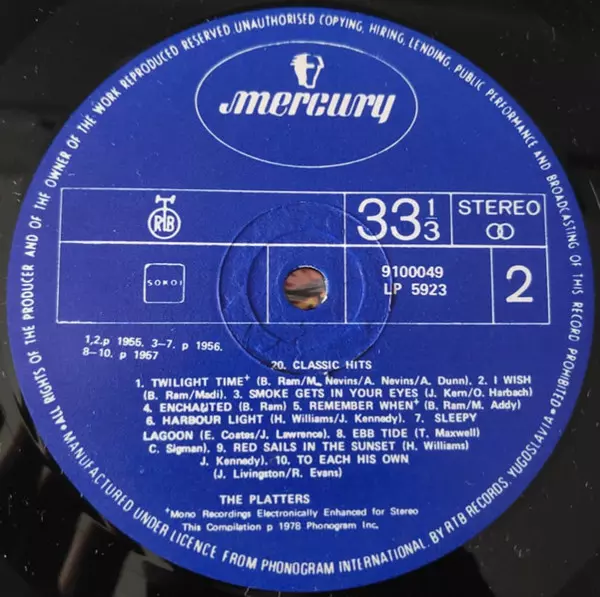 ALL RIGHTS OF THE PRODUCER AND OF THE OWNER OF THE WORK REPRODUCED RESERVED. UNAUTHORISED COPYING, HIRING, LENDING, PUBLIC PERFORMANCE AND BROADCASTING OF THIS RECORD PROHIBITED.
mercury
RTB
33 1/3
STEREO
SOKOJ
9100049
LP 5923
2
1,2.p 1955. 3–7. p 1956.
8–10. p 1957
20. CLASSIC HITS
1. TWILIGHT TIME+ (B. Ram/M. Nevins/A. Nevins/A. Dunn). 2. I WISH
(B. Ram/Madi). 3. SMOKE GETS IN YOUR EYES (J. Kern/O. Harbach)
4. ENCHAUTED (B. Ram) 5. REMEMBER WHEN+ (B. Ram/M. Addy)
6. HARBOUR LIGHT (H. Williams/J. Kennedy). 7. SLEEPY
LAGOON (E. Coates/J. Lawrence). 8. EBB TIDE (T. Maxwell)
C. Sigman). 9. RED SAILS IN THE SUNSET (H. Williams)
J. Kennedy). 10. TO EACH HIS OWN
(J. Livingston/R. Evans)
THE PLATTERS
+Mono Recordings Electronically Enhanced for Stereo
This Compilation p 1978 Phonogram Inc.
MANUFACTURED UNDER LICENCE FROM PHONOGRAM INTERNATIONAL, BY RTB RECORDS, YUGOSLAVIA